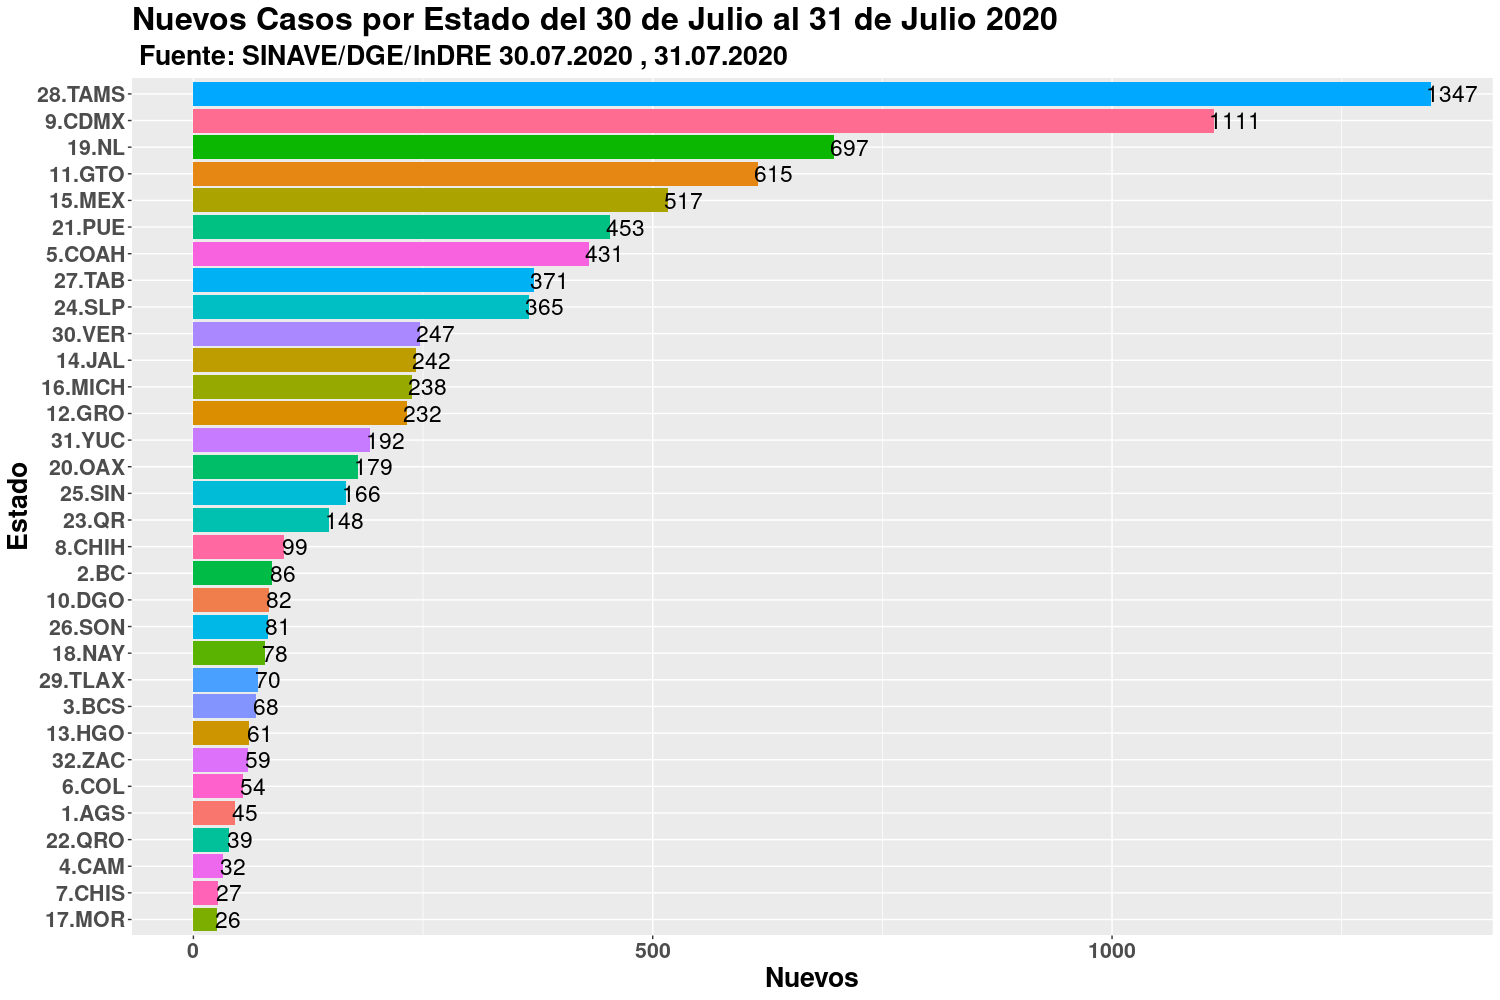 Nuevos Casos por Estado del 30 de Julio al 31 de Julio 2020
Fuente: SINAVE/DGE/InDRE 30.07.2020 , 31.07.2020
28.TAMS 1347
9.CDMX 1111
19.NL 697
11.GTO 615
15.MEX 517
21.PUE 453
5.COAH 431
27.TAB 371
24.SLP 365
30.VER 247
14.JAL 242
16.MICH 238
12.GRO 232
31.YUC 192
20.OAX 179
25.SIN 166
23.QR 148
8.CHIH 99
2.BC 86
10.DGO 82
26.SON 81
18.NAY 78
29.TLAX 70
3.BCS 68
13.HGO 61
32.ZAC 59
6.COL 54
1.AGS 45
22.QRO 39
4.CAM 32
7.CHIS 27
17.MOR 26
Estado
0 500 1000
Nuevos